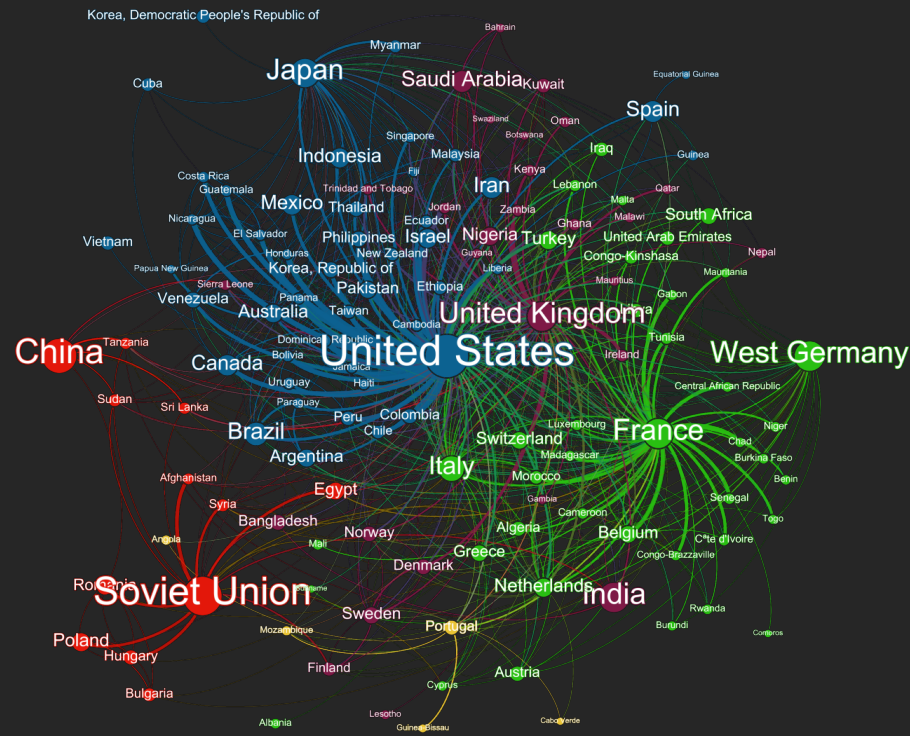 Korea, Democratic People's Republic of
Bahrain
Myanmar
Japan
Saudi Arabia
Kuwait
Equatorial Guinea
Cuba
Spain
Swaziland
Oman
Botswana
Singapore
Iraq
Indonesia
Malaysia
Guinea
Fiji
Kenya
Costa Rica
Guatemala
Trinidad and Tobago
Iran
Lebanon
Qatar
Mexico
Thailand
Jordan
Zambia
Malta
Malawi
South Africa
Nicaragua
Ecuador
Ghana
El Salvador
Philippines
Israel
Nigeria
Turkey
United Arab Emirates
Vietnam
Honduras
New Zealand
Guyana
Congo-Kinshasa
Nepal
Papua New Guinea
Korea, Republic of
Liberia
Mauritania
Sierra Leone
Pakistan
Ethiopia
Mauritius
Gabon
Venezuela
Panama
Australia
Taiwan
United Kingdom
Cambodia
Tunisia
China
Tanzania
Dominican Republic
United States
Ireland
West Germany
Canada
Bolivia
Jamaica
Uruguay
Haiti
Central African Republic
Sudan
Sri Lanka
Paraguay
Peru
Colombia
Luxembourg
Niger
Brazil
Chile
Switzerland
France
Chad
Argentina
Italy
Madagascar
Burkina Faso
Afghanistan
Morocco
Benin
Egypt
Gambia
Senegal
Syria
Cameroon
Togo
Bangladesh
Norway
Algeria
Belgium
Angola
Mali
Greece
C™te d'Ivoire
Congo-Brazzaville
Denmark
Romania
Soviet Union
Netherlands
India
Sweden
Rwanda
Mozambique
Portugal
Burundi
Comoros
Poland
Hungary
Finland
Austria
Bulgaria
Cyprus
Lesotho
Albania
Guinea-Bissau
Cabo Verde